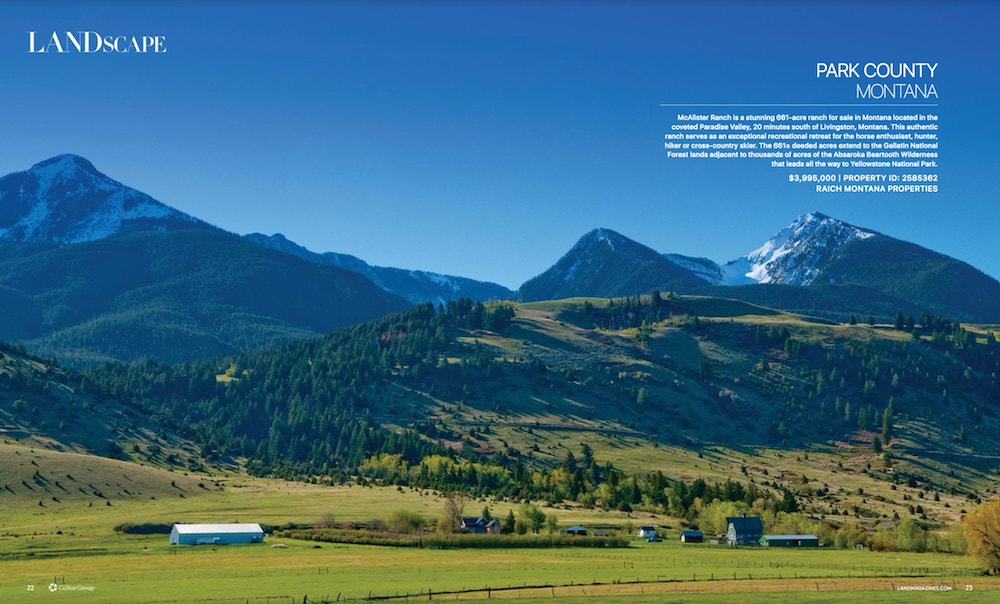 LANDSCAPE
PARK COUNTY
MONTANA
McAlister Ranch is a stunning 661-acre ranch for sale in Montana located in the
coveted Paradise Valley, 20 minutes south of Livingston, Montana. This authentic
ranch serves as an exceptional recreational retreat for the horse enthusiast, hunter,
hiker or cross-country skier. The 661± deeded acres extend to the Gallatin National
Forest lands adjacent to thousands of acres of the Absaroka Beartooth Wilderness
that leads all the way to Yellowstone National Park.
$3,995,000 | PROPERTY ID: 2585362
RAICH MONTANA PROPERTIES
22 CoStar Group
LANDMAGAZINES.COM 23